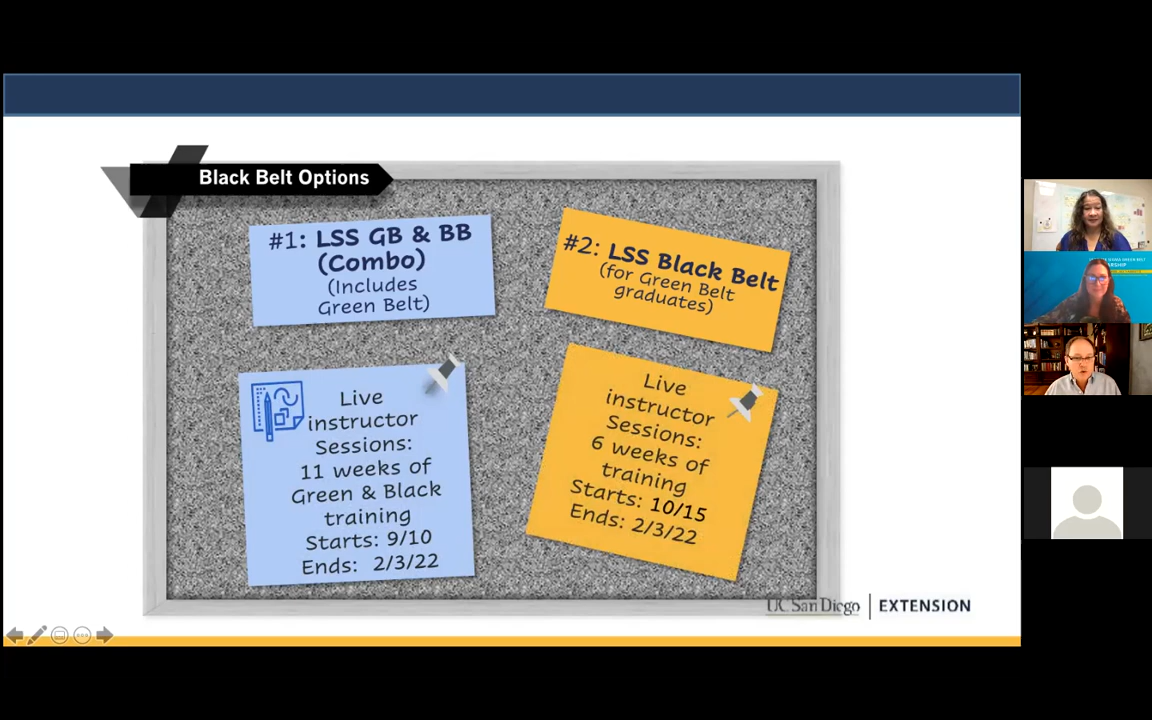 Black Belt Options
#1: LSS GB & BB
(Combo)
(Includes
Green Belt)
#2: LSS Black Belt
(for Green Belt
graduates)
Live
instructor
Sessions:
11 weeks of
Green & Black
training
Starts: 9/10
Ends: 2/3/22
Live
instructor
Sessions:
6 weeks of
training
Starts: 10/15
Ends: 2/3/22
UC San Diego | EXTENSION